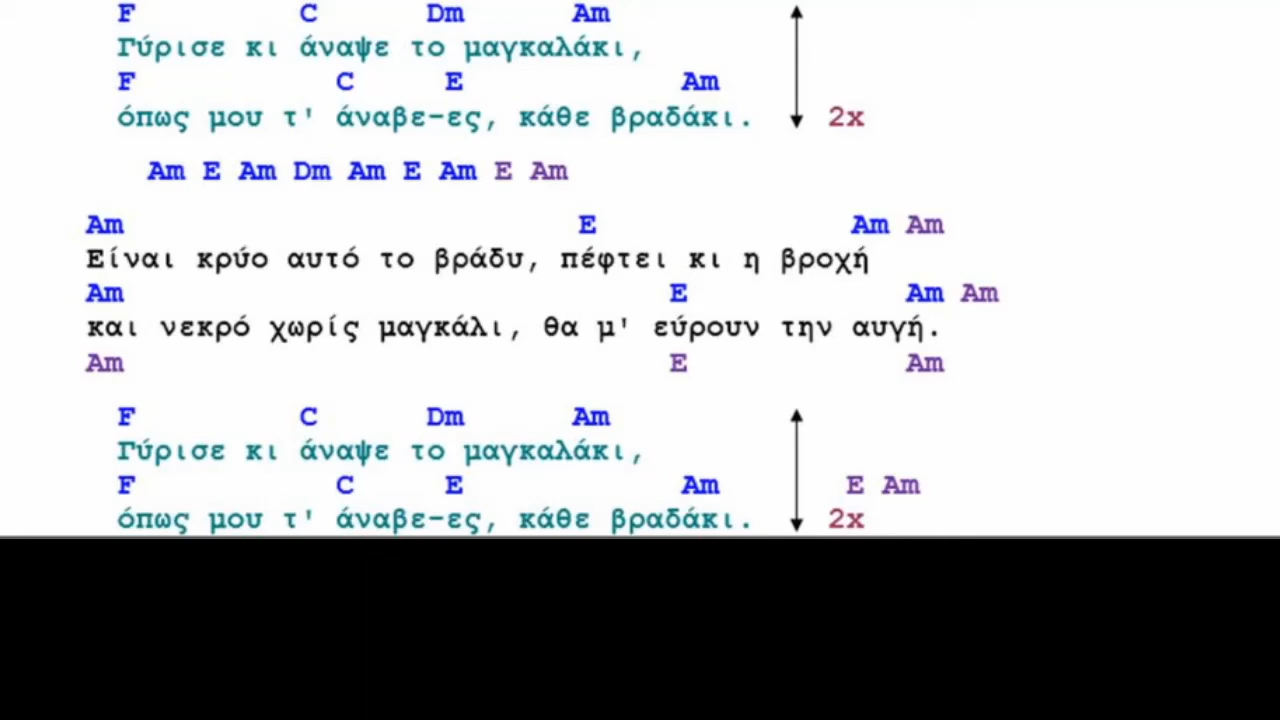 F C Dm Am
Γύρισε κι άναψε το μαγκαλάκι,
F C E Am
όπως μου τ' άναβε-ες, κάθε βραδάκι. 2x
Am E Am Dm Am E Am E Am
Am E Am Am
Είναι κρύο αυτό το βράδυ, πέφτει κι η βροχή
Am E Am Am
και νεκρό χωρίς μαγκάλι, θα μ' εύρουν την αυγή.
Am E Am
F C Dm Am
Γύρισε κι άναψε το μαγκαλάκι,
F C E Am E Am
όπως μου τ' άναβε-ες, κάθε βραδάκι. 2x